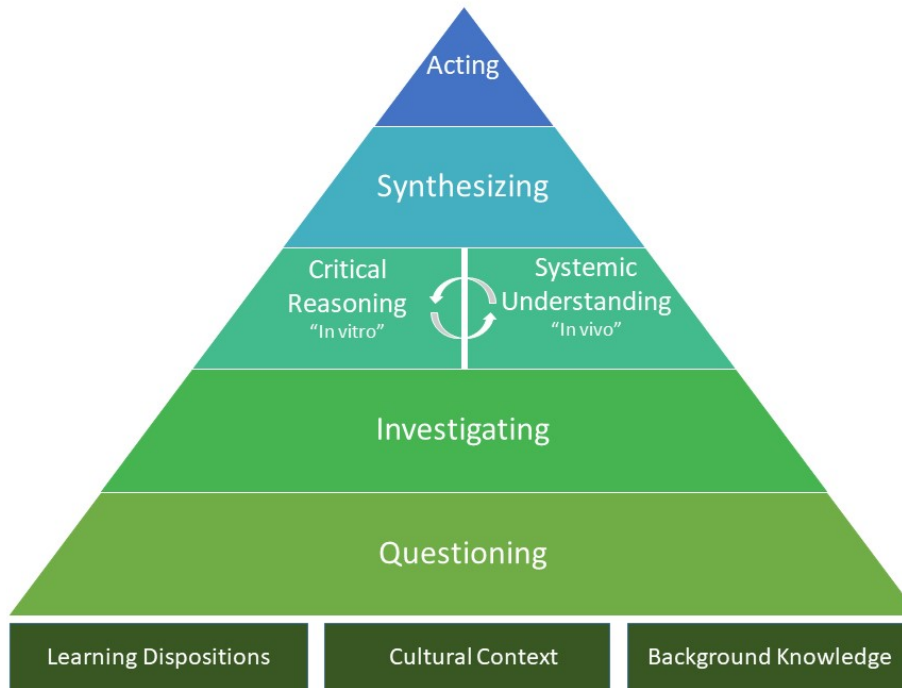 Acting
Synthesizing
Critical
Reasoning
“In vitro”
Systemic
Understanding
“In vivo”
Investigating
Questioning
Learning Dispositions
Cultural Context
Background Knowledge